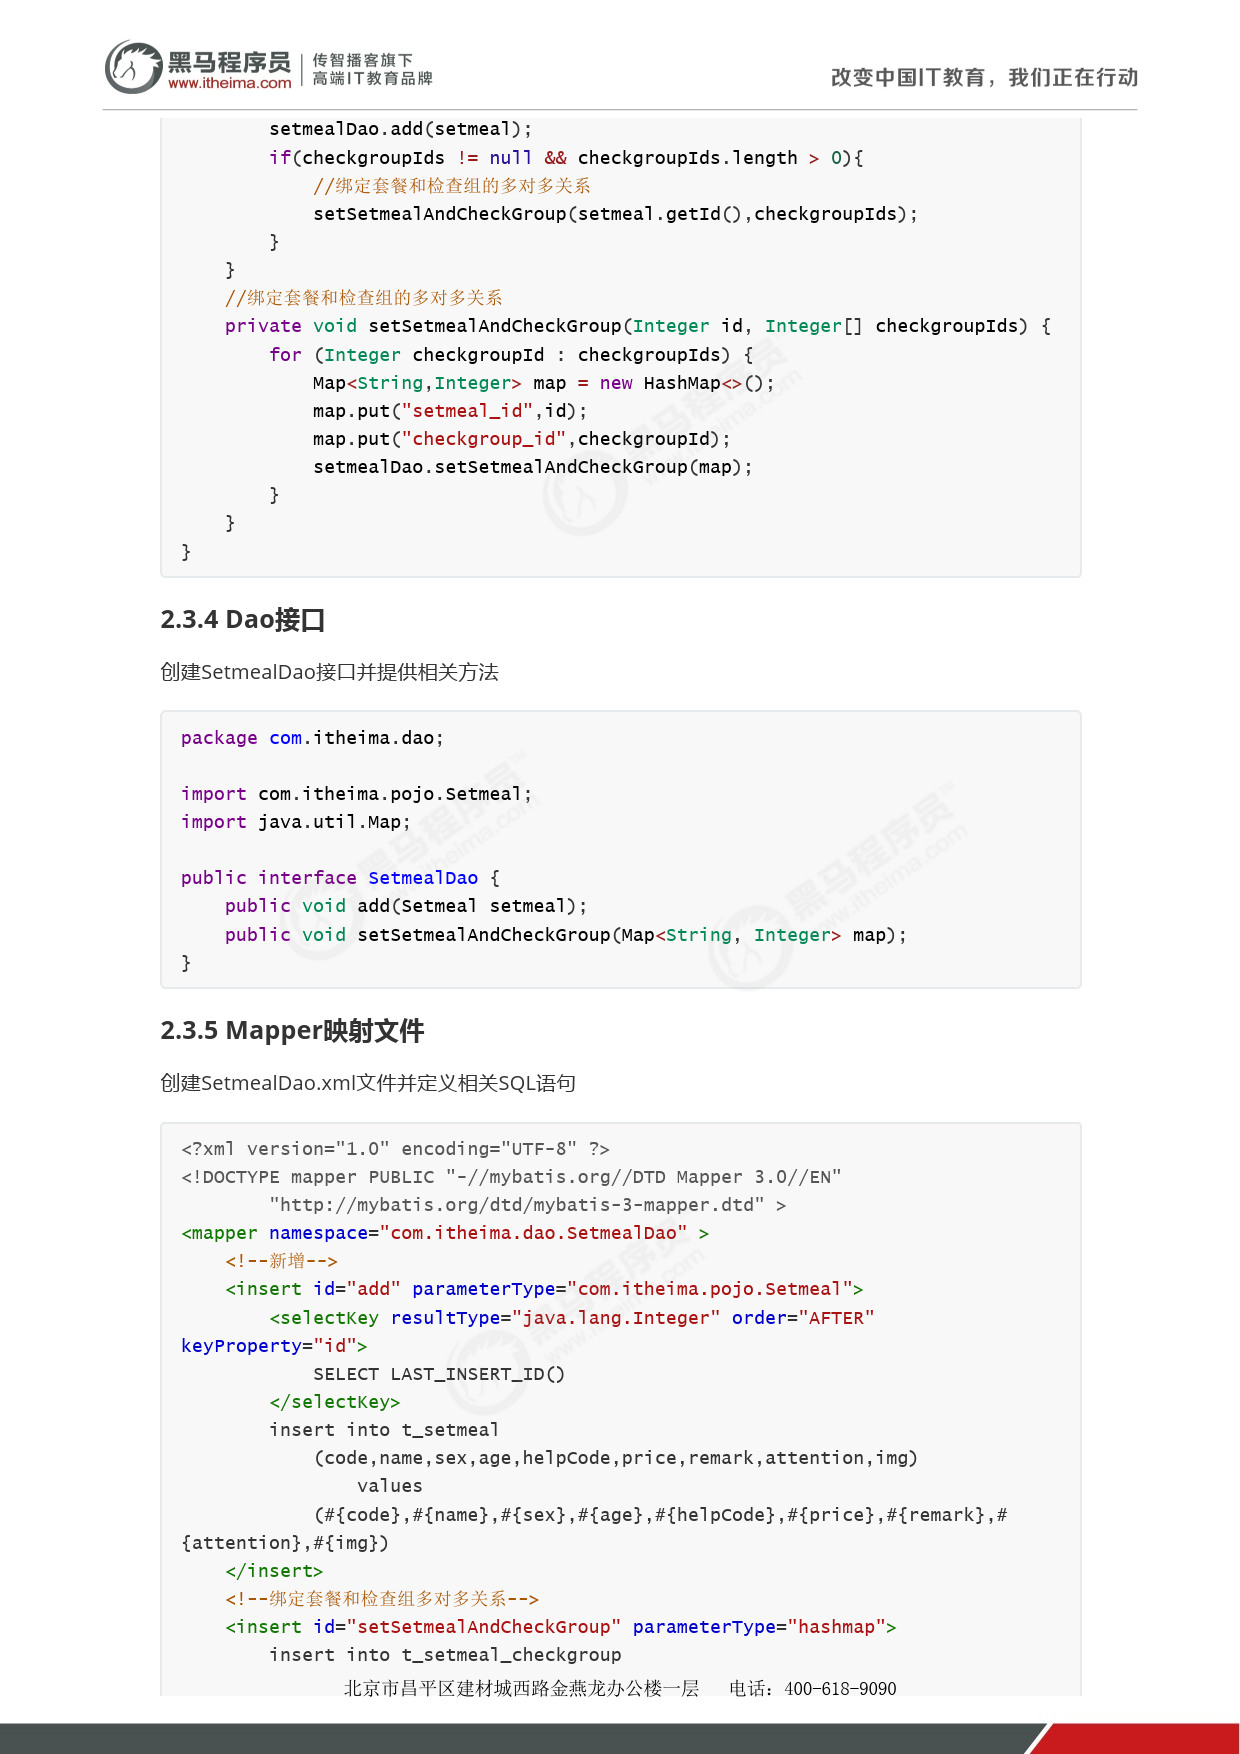 黑马程序员 传智播客旗下
www.itheima.com 高端IT教育品牌
改变中国IT教育，我们正在行动
        setmealDao.add(setmeal);
        if(checkgroupIds != null && checkgroupIds.length > 0){
            //绑定套餐和检查组的多对多关系
            setSetmealAndCheckGroup(setmeal.getId(),checkgroupIds);
        }
    }
    //绑定套餐和检查组的多对多关系
    private void setSetmealAndCheckGroup(Integer id, Integer[] checkgroupIds) {
        for (Integer checkgroupId : checkgroupIds) {
            Map<String,Integer> map = new HashMap<>();
            map.put("setmeal_id",id);
            map.put("checkgroup_id",checkgroupId);
            setmealDao.setSetmealAndCheckGroup(map);
        }
    }
}
2.3.4 Dao接口
创建SetmealDao接口并提供相关方法
package com.itheima.dao;
import com.itheima.pojo.Setmeal;
import java.util.Map;
public interface SetmealDao {
    public void add(Setmeal setmeal);
    public void setSetmealAndCheckGroup(Map<String, Integer> map);
}
2.3.5 Mapper映射文件
创建SetmealDao.xml文件并定义相关SQL语句
<?xml version="1.0" encoding="UTF-8" ?>
<!DOCTYPE mapper PUBLIC "-//mybatis.org//DTD Mapper 3.0//EN"
        "http://mybatis.org/dtd/mybatis-3-mapper.dtd" >
<mapper namespace="com.itheima.dao.SetmealDao" >
    <!--新增-->
    <insert id="add" parameterType="com.itheima.pojo.Setmeal">
        <selectKey resultType="java.lang.Integer" order="AFTER"
keyProperty="id">
            SELECT LAST_INSERT_ID()
        </selectKey>
        insert into t_setmeal
            (code,name,sex,age,helpCode,price,remark,attention,img)
                values
            (#{code},#{name},#{sex},#{age},#{helpCode},#{price},#{remark},#
{attention},#{img})
    </insert>
    <!--绑定套餐和检查组多对多关系-->
    <insert id="setSetmealAndCheckGroup" parameterType="hashmap">
        insert into t_setmeal_checkgroup
北京市昌平区建材城西路金燕龙办公楼一层 电话：400-618-9090